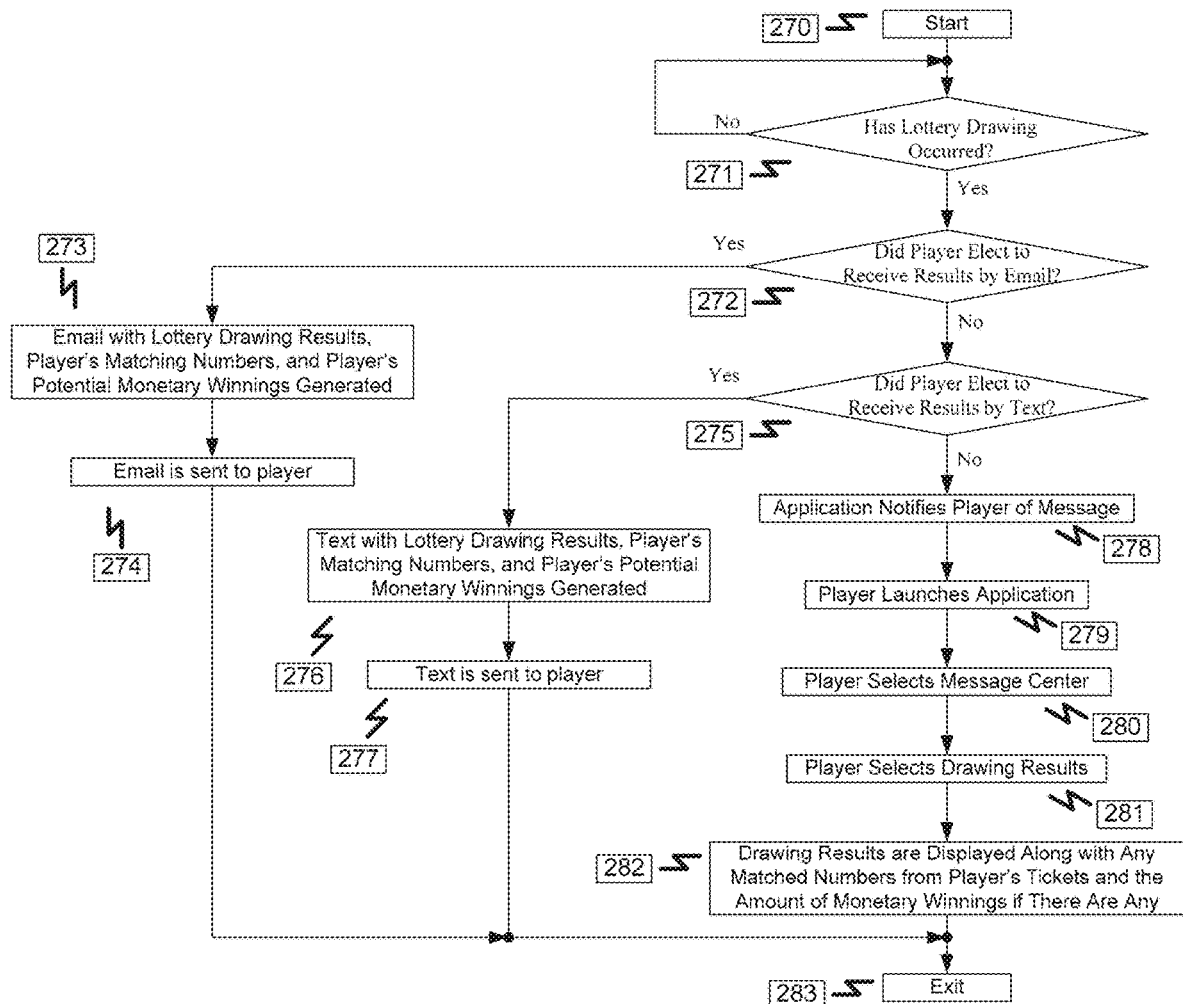 270
Start
No
Has Lottery Drawing
Occurred?
271
Yes
273
Yes
Did Player Elect to
Receive Results by Email?
272
No
Email with Lottery Drawing Results,
Player's Matching Numbers, and Player's
Potential Monetary Winnings Generated
Yes
Did Player Elect to
Receive Results by Text?
275
No
Email is sent to player
274
Application Notifies Player of Message
278
Text with Lottery Drawing Results, Player's
Matching Numbers, and Player's Potential
Monetary Winnings Generated
Player Launches Application
279
276
Text is sent to player
277
Player Selects Message Center
280
Player Selects Drawing Results
281
282
Drawing Results are Displayed Along with Any
Matched Numbers from Player's Tickets and the
Amount of Monetary Winnings if There Are Any
283
Exit